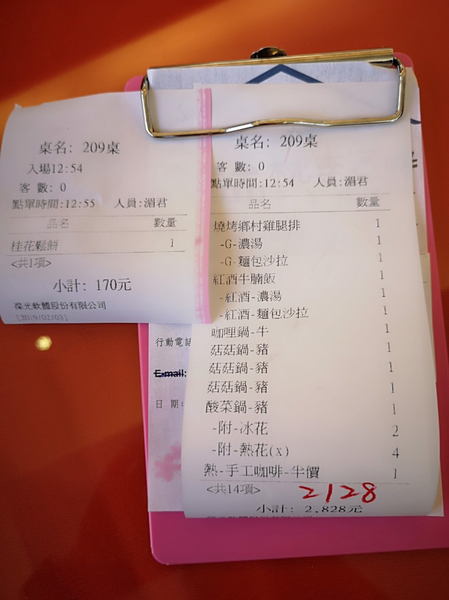 桌名: 209桌
入場12:54
客 數: 0
點單時間:12:55 人員:湄君
品名 數量
桂花鬆餅 1
<共1項>
小計: 170元
[2019/02/03]
桌名: 209桌
客 數: 0
點單時間:12:54 人員:湄君
品名 數量
燒烤鄉村雞腿排 1
-G-濃湯 1
-G-麵包沙拉 1
紅酒牛腩飯 1
-紅酒-濃湯 1
-紅酒-麵包沙拉 1
咖哩鍋-牛 1
菇菇鍋-豬 1
菇菇鍋-豬 1
菇菇鍋-豬 1
酸菜鍋-豬 1
-附-冰花 2
-附-熱花(x) 4
熱-手工咖啡-半價 1
<共14項>
2128
小計: 2,828元
行動電話
E-mail:
日 期: